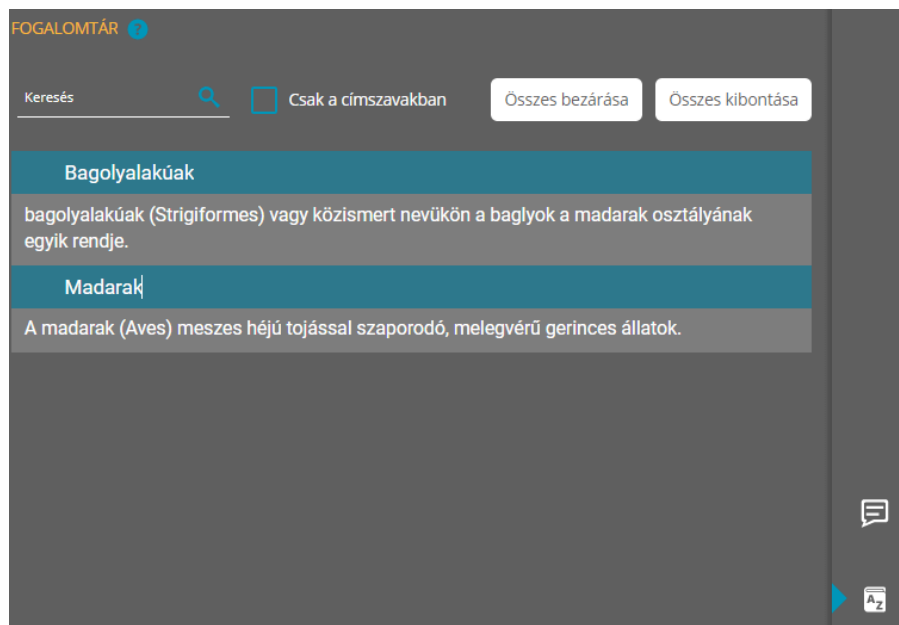 FOGALOMTÁR ?
Keresés
Csak a címszavakban
Összes bezárása
Összes kibontása
Bagolyalakúak
bagolyalakúak (Strigiformes) vagy közismert nevükön a baglyok a madarak osztályának
egyik rendje.
Madarak
A madarak (Aves) meszes héjú tojással szaporodó, melegvérű gerinces állatok.
AZ